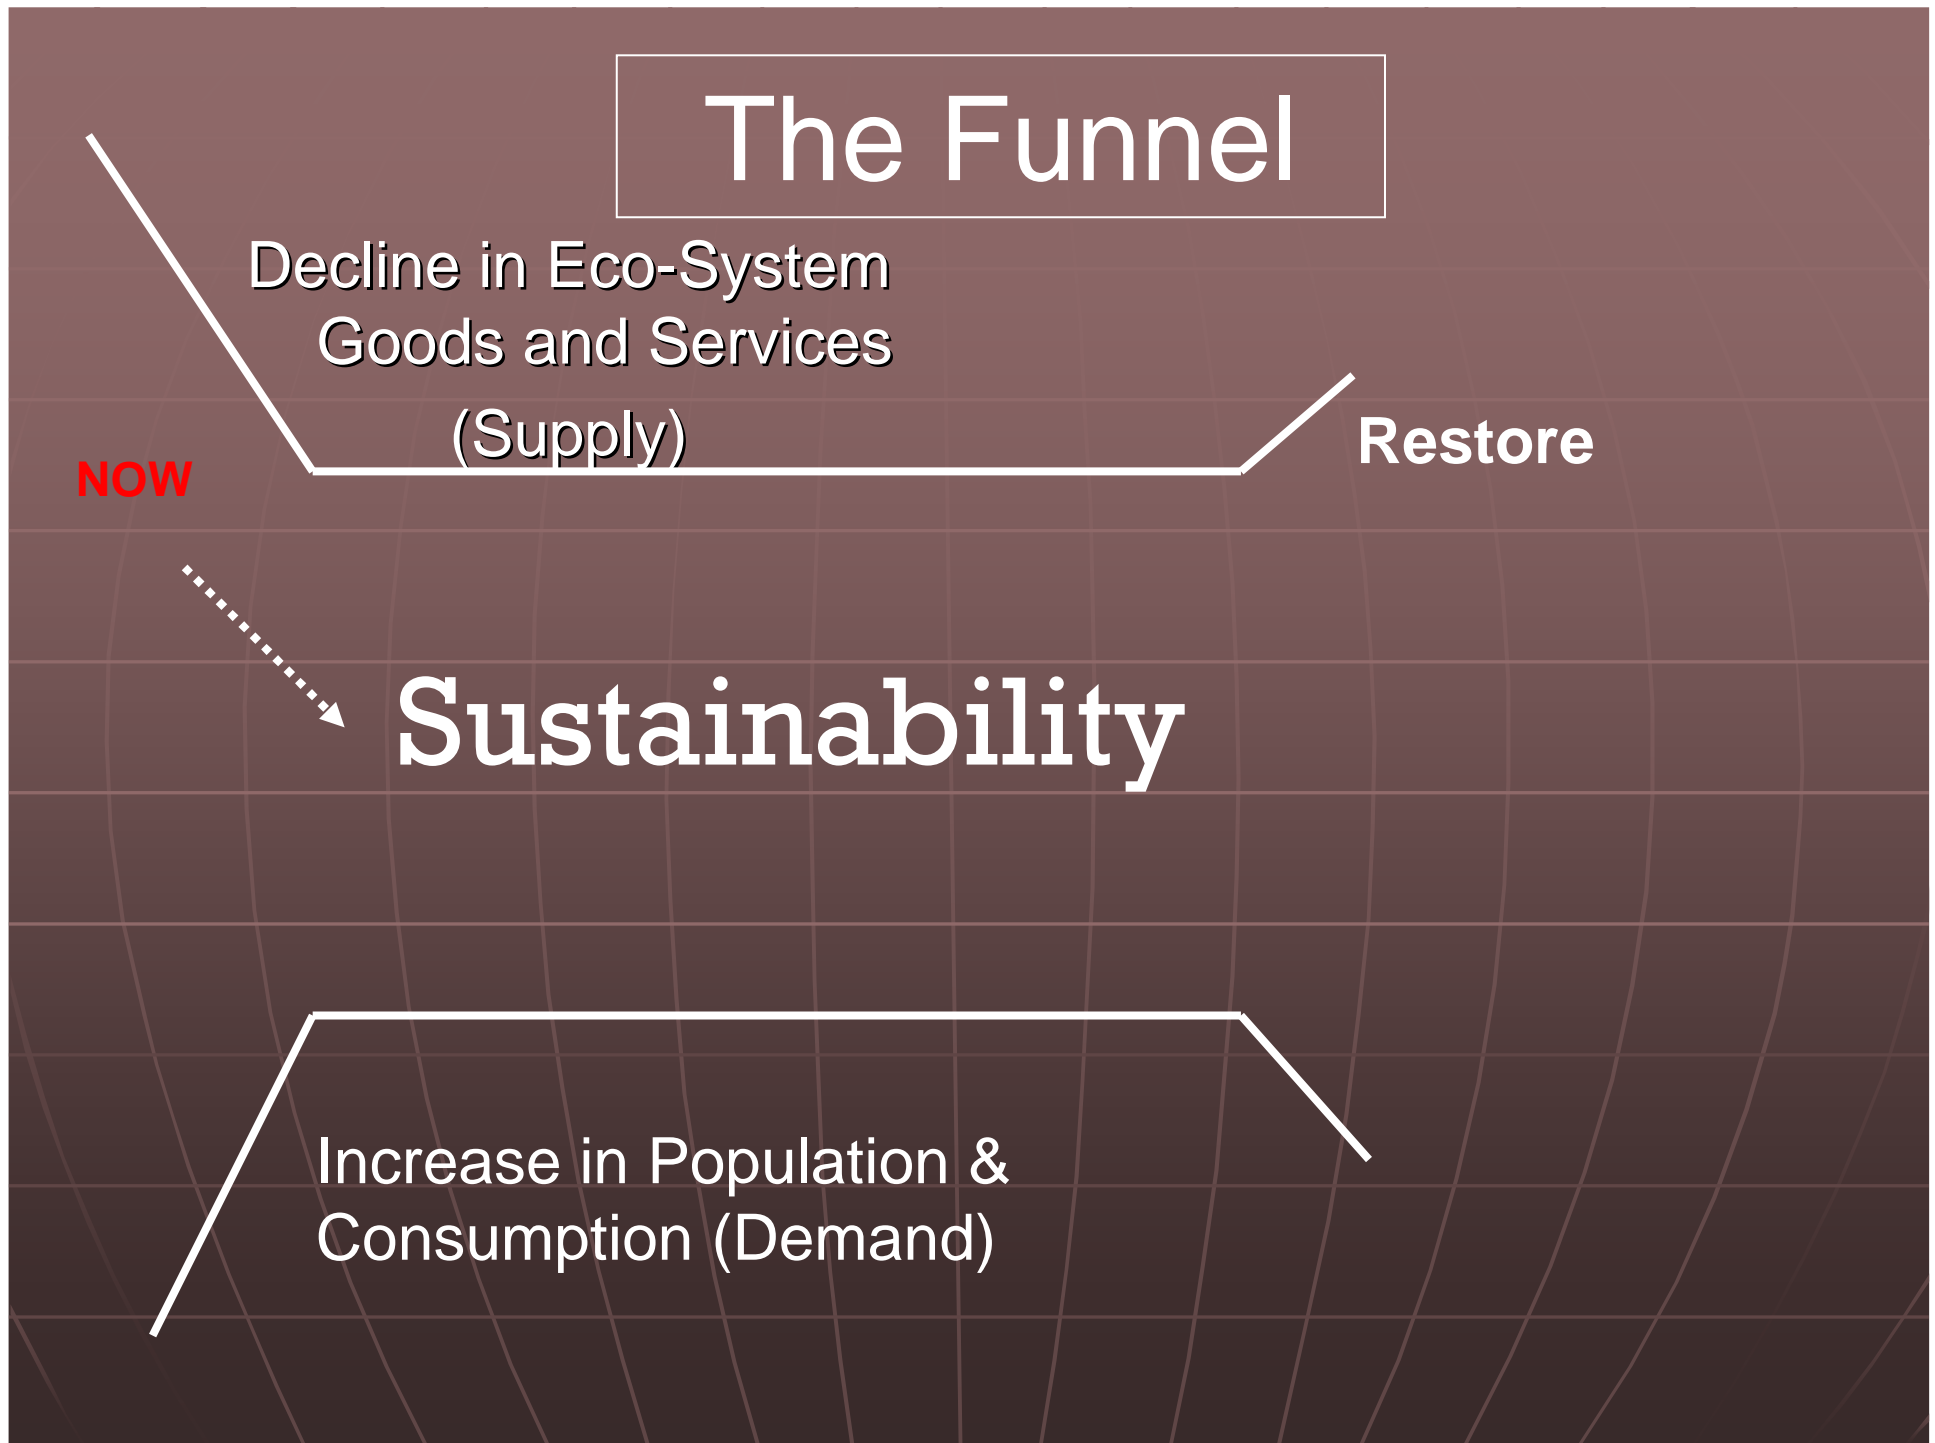 The Funnel
Decline in Eco-System
Goods and Services
(Supply)
Restore
NOW
Sustainability
Increase in Population &
Consumption (Demand)